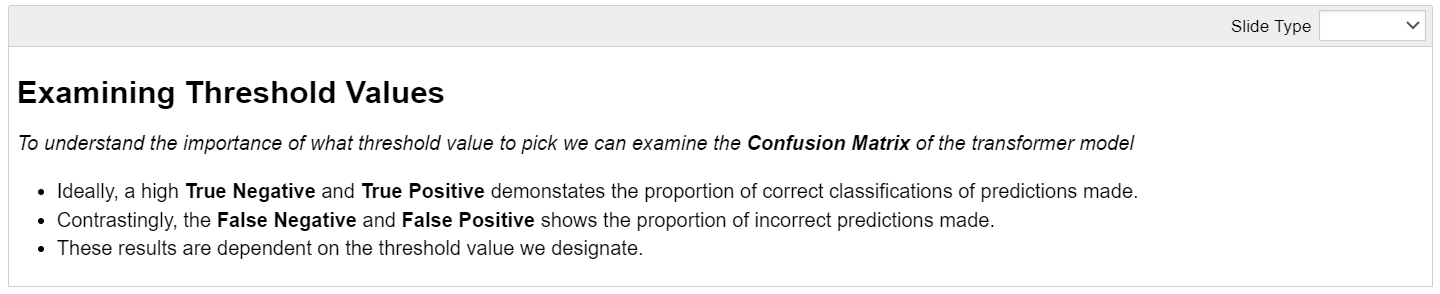 Slide Type
Examining Threshold Values
To understand the importance of what threshold value to pick we can examine the Confusion Matrix of the transformer model
• Ideally, a high True Negative and True Positive demonstates the proportion of correct classifications of predictions made.
• Contrastingly, the False Negative and False Positive shows the proportion of incorrect predictions made.
• These results are dependent on the threshold value we designate.